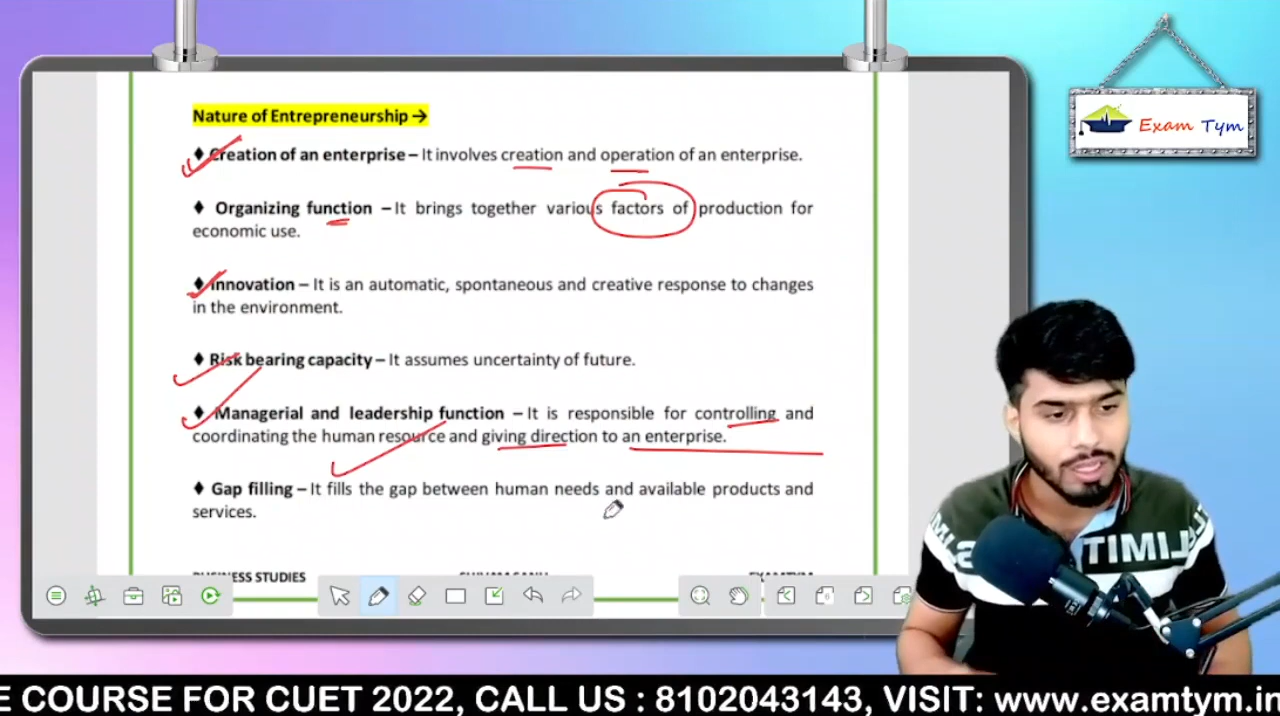 Nature of Entrepreneurship →
♦ Creation of an enterprise – It involves creation and operation of an enterprise.
♦ Organizing function – It brings together various factors of production for
economic use.
♦ Innovation – It is an automatic, spontaneous and creative response to changes
in the environment.
♦ Risk bearing capacity – It assumes uncertainty of future.
♦ Managerial and leadership function – It is responsible for controlling and
coordinating the human resource and giving direction to an enterprise.
♦ Gap filling – It fills the gap between human needs and available products and
services.
BUSINESS STUDIES EXAMTYM
Exam Tym
E COURSE FOR CUET 2022, CALL US : 8102043143, VISIT: www.examtym.in